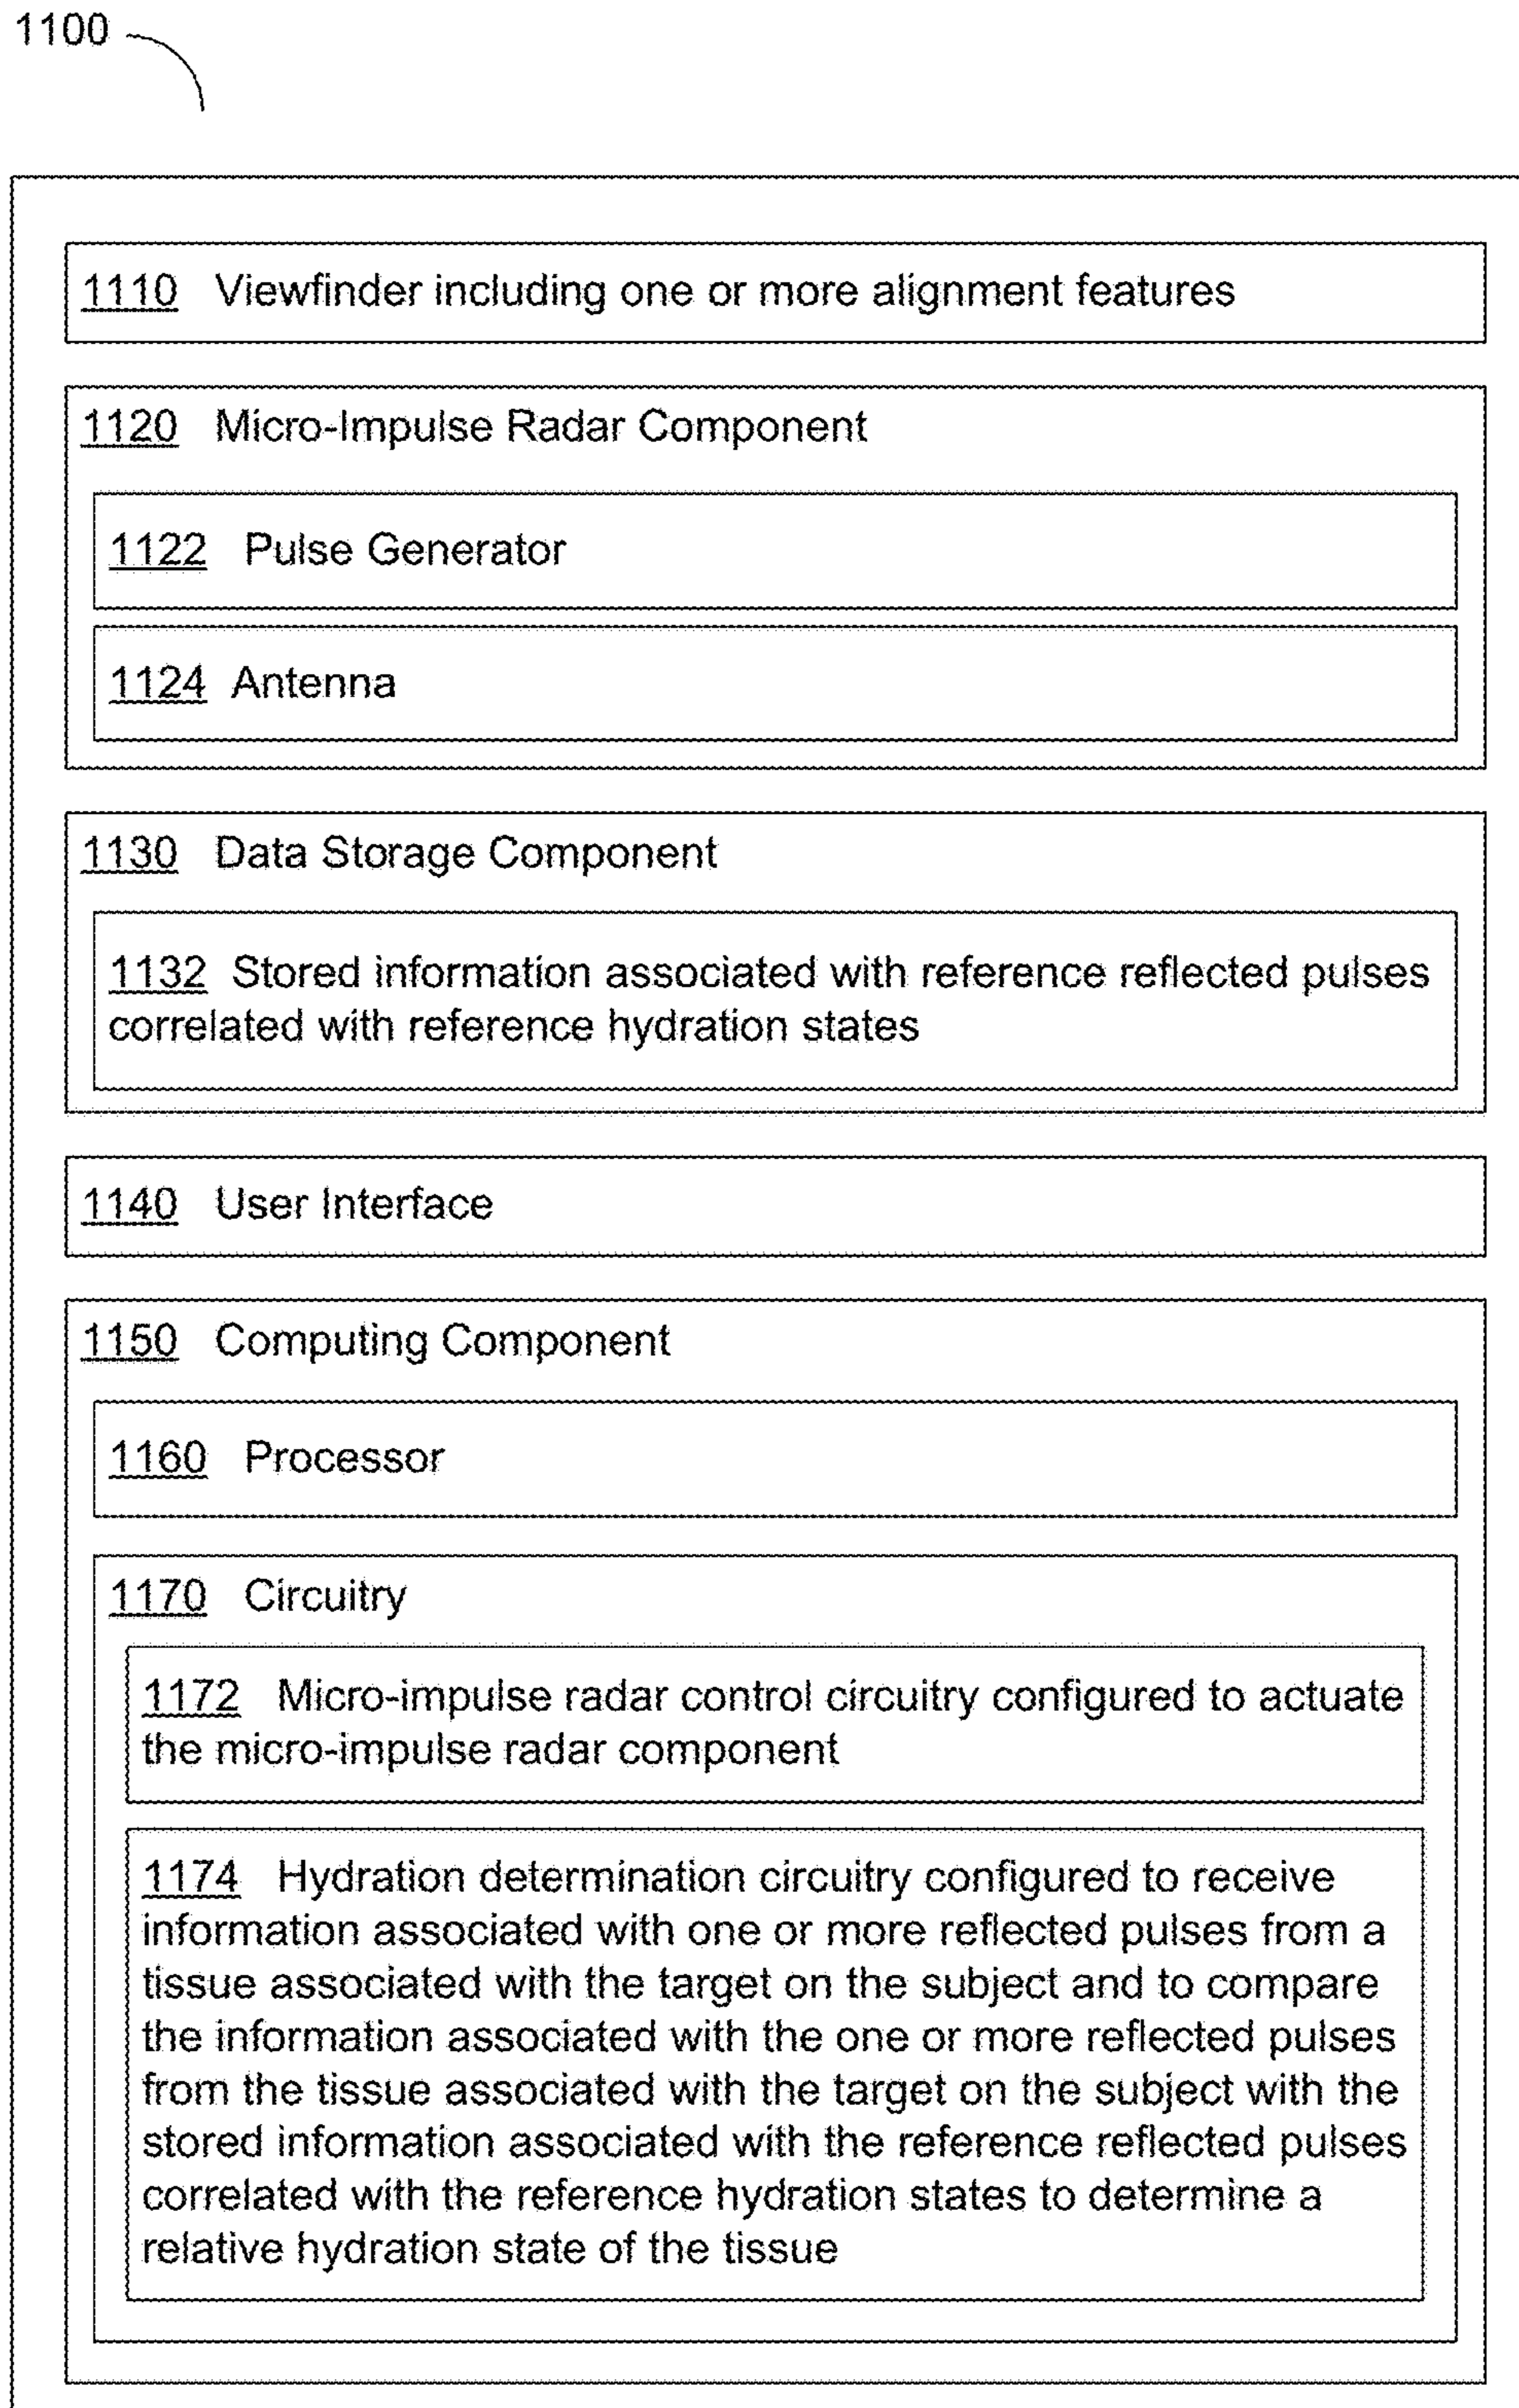 1100
1110 Viewfinder including one or more alignment features
1120 Micro-Impulse Radar Component
1122 Pulse Generator
1124 Antenna
1130 Data Storage Component
1132 Stored information associated with reference reflected pulses
correlated with reference hydration states
1140 User Interface
1150 Computing Component
1160 Processor
1170 Circuitry
1172 Micro-impulse radar control circuitry configured to actuate
the micro-impulse radar component
1174 Hydration determination circuitry configured to receive
information associated with one or more reflected pulses from a
tissue associated with the target on the subject and to compare
the information associated with the one or more reflected pulses
from the tissue associated with the target on the subject with the
stored information associated with the reference reflected pulses
correlated with the reference hydration states to determine a
relative hydration state of the tissue